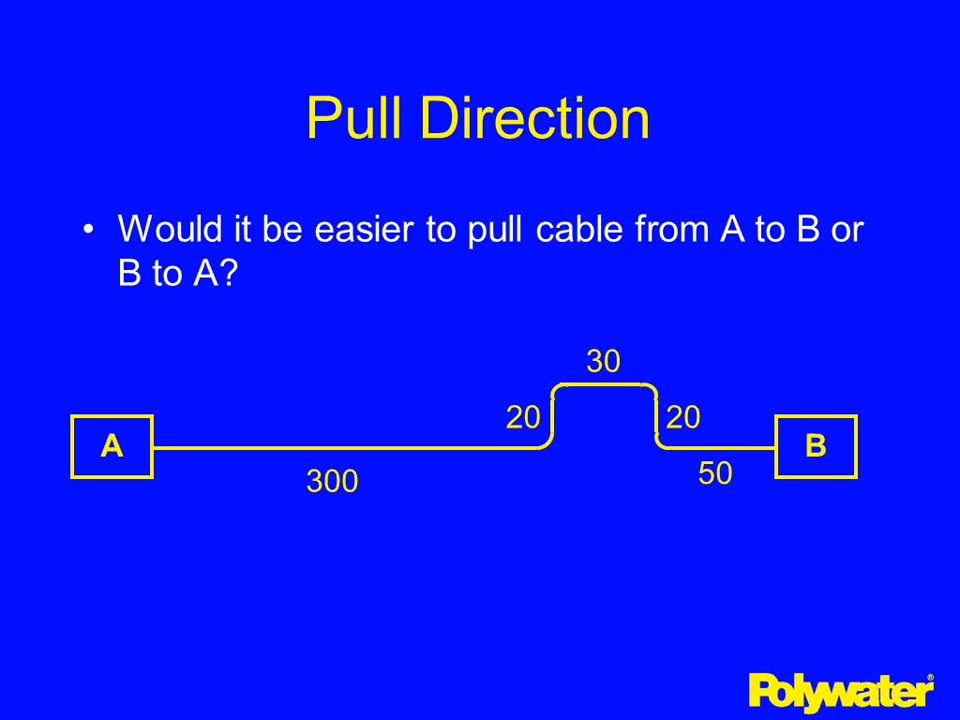 Pull Direction
• Would it be easier to pull cable from A to B or
B to A?
30
20 20
A B
300 50
Polywater®